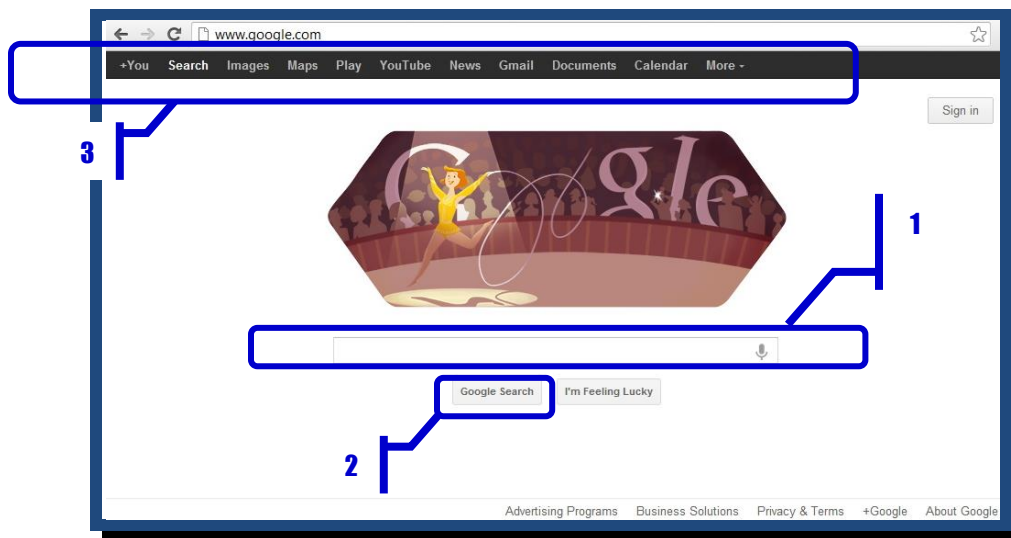 www.google.com
+You Search Images Maps Play YouTube News Gmail Documents Calendar More
Sign in
3
Google
1
Google Search I'm Feeling Lucky
2
Advertising Programs Business Solutions Privacy & Terms +Google About Google